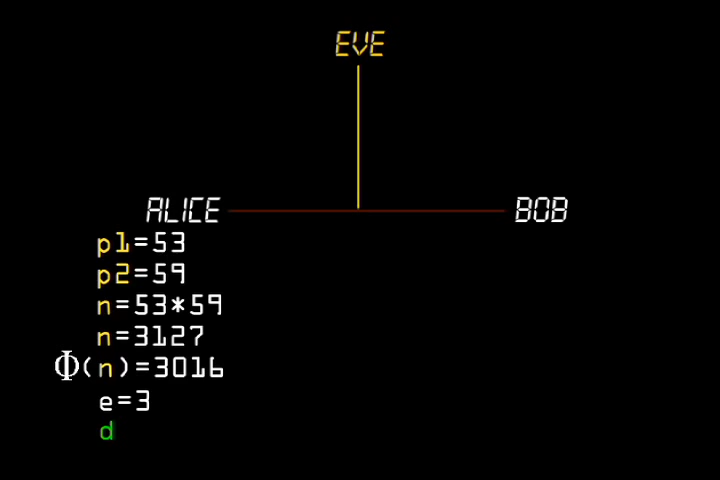 EVE
ALICE BOB
p1=53
p2=59
n=53*59
n=3127
Φ(n)=3016
e=3
d